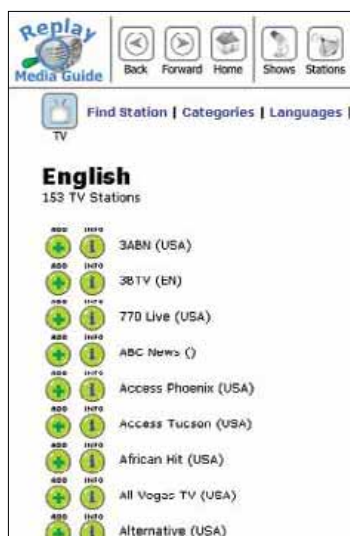 Replay
Media Guide
Back Forward Home Shows Stations
TV
Find Station | Categories | Languages |
English
153 TV Stations
ADD INFO
3ABN (USA)
ADD INFO
3BTV (EN)
ADD INFO
770 Live (USA)
ADD INFO
ABC News ()
ADD INFO
Access Phoenix (USA)
ADD INFO
Access Tucson (USA)
ADD INFO
African Hit (USA)
ADD INFO
All Vegas TV (USA)
ADD INFO
Alternative (USA)